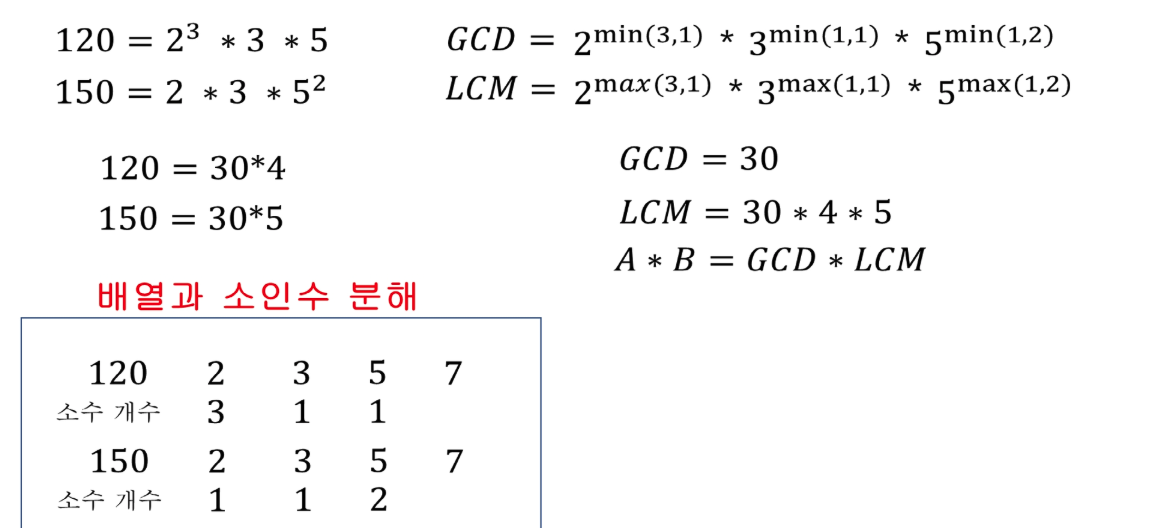 120 = 2³ * 3 * 5
150 = 2 * 3 * 5²
GCD = 2^min(3,1) * 3^min(1,1) * 5^min(1,2)
LCM = 2^max(3,1) * 3^max(1,1) * 5^max(1,2)
120 = 30*4
150 = 30*5
GCD = 30
LCM = 30 * 4 * 5
A * B = GCD * LCM
배열과 소인수 분해
120 2 3 5 7
소수 개수 3 1 1
150 2 3 5 7
소수 개수 1 1 2